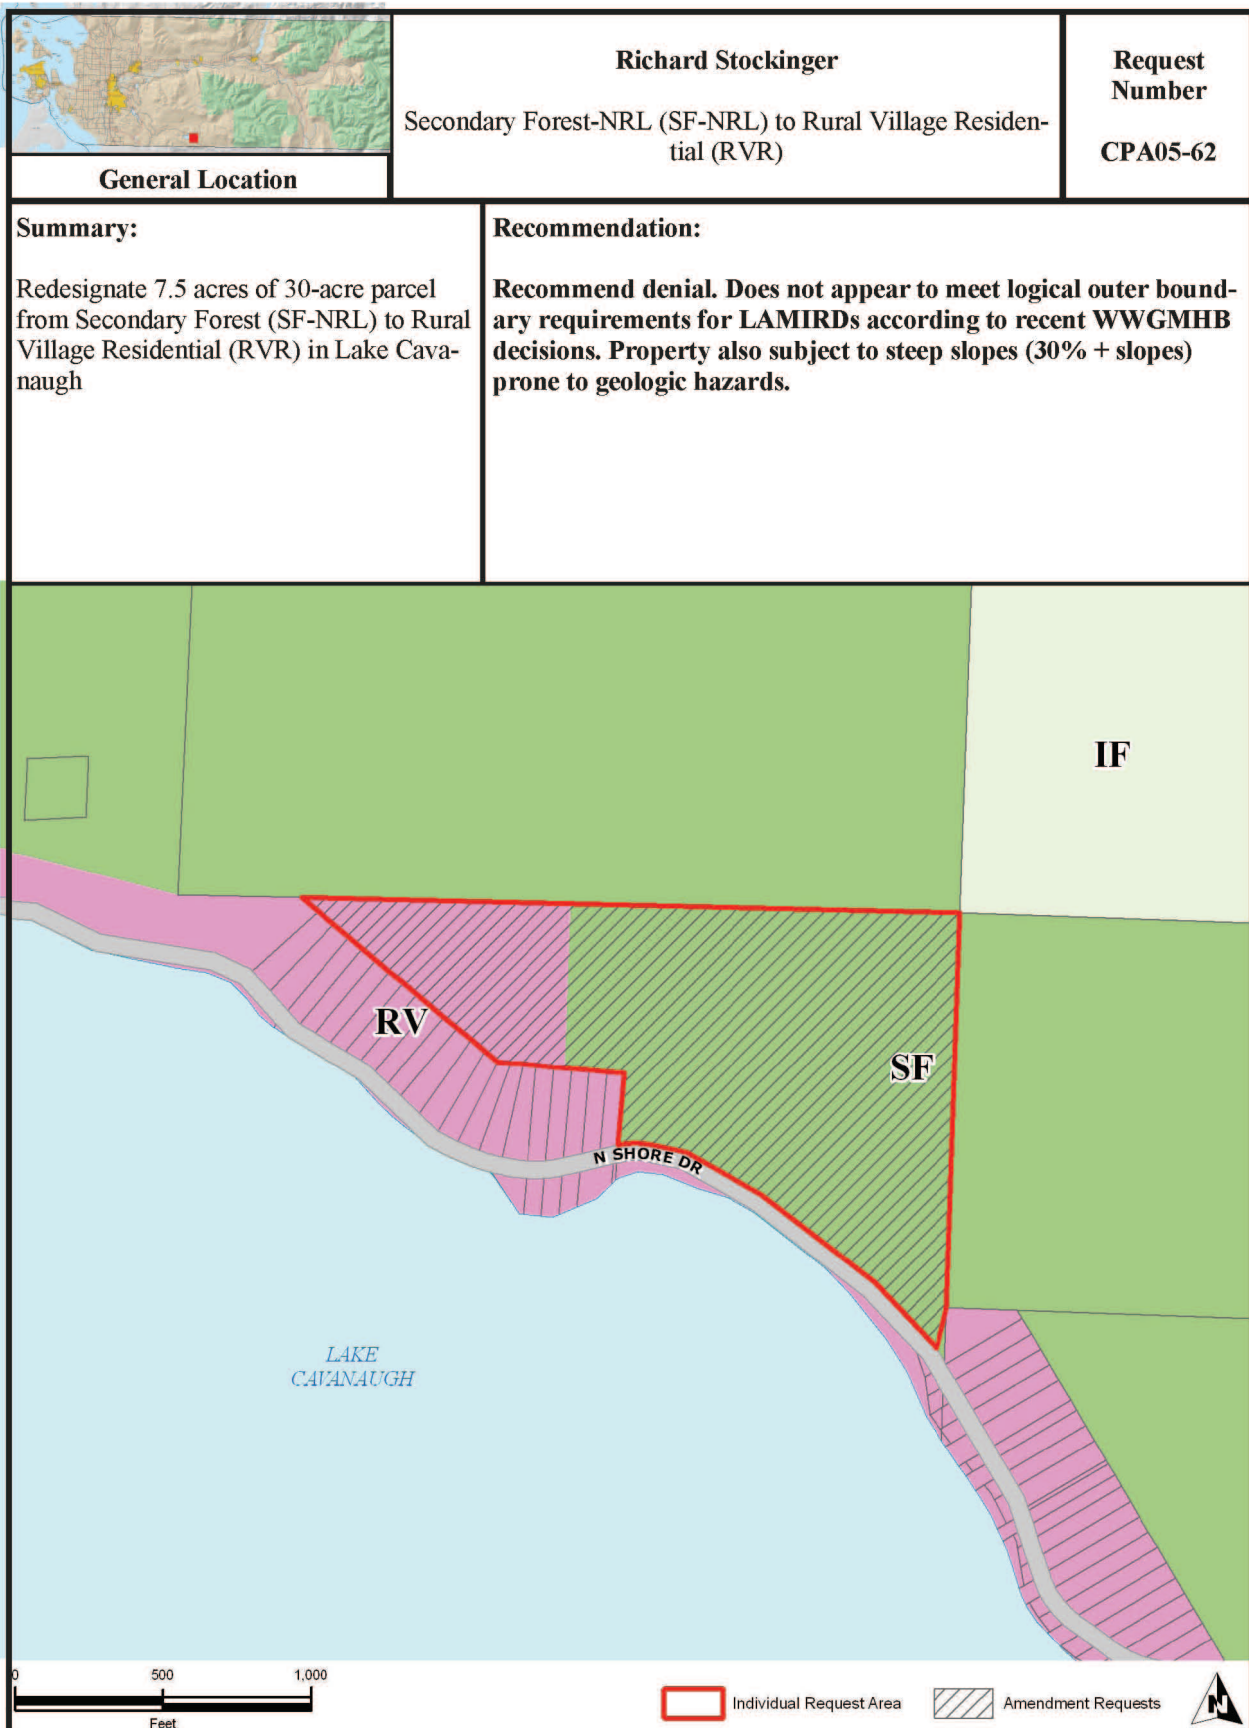 General Location
Richard Stockinger
Secondary Forest-NRL (SF-NRL) to Rural Village Residen-
tial (RVR)
Request
Number
CPA05-62
Summary:
Redesignate 7.5 acres of 30-acre parcel
from Secondary Forest (SF-NRL) to Rural
Village Residential (RVR) in Lake Cava-
naugh
Recommendation:
Recommend denial. Does not appear to meet logical outer bound-
ary requirements for LAMIRDs according to recent WWGMHB
decisions. Property also subject to steep slopes (30% + slopes)
prone to geologic hazards.
IF
RV
SF
N SHORE DR
LAKE
CAVANAUGH
0 500 1,000
Feet
Individual Request Area
Amendment Requests
N